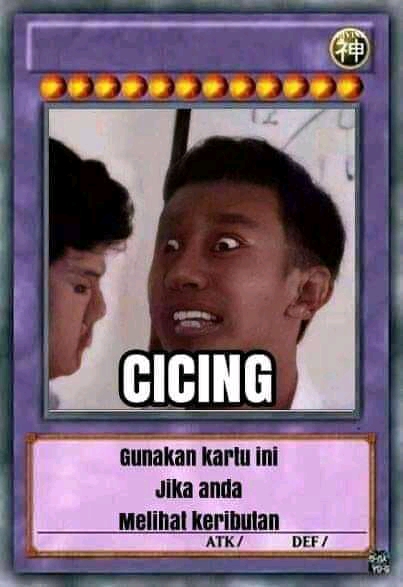 神
CICING
Gunakan kartu ini
Jika anda
Melihat keributan
ATK/ DEF/